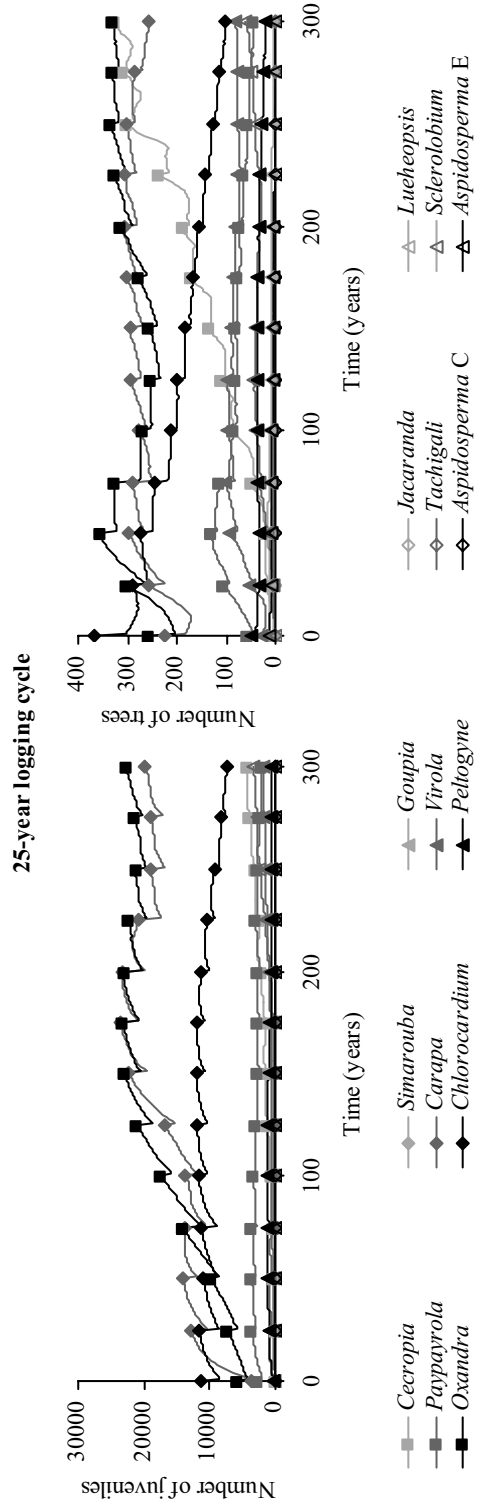 25-year logging cycle
Number of juveniles
30000
20000
10000
0
0
100
200
300
Time (years)
Number of trees
400
300
200
100
0
0
100
200
300
Time (years)
Cecropia
Simarouba
Goupia
Jacaranda
Lueheopsis
Paypayrola
Carapa
Virola
Tachigali
Sclerolobium
Oxandra
Chlorocardium
Peltogyne
Aspidosperma C
Aspidosperma E